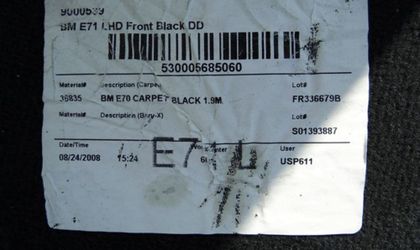 9000539
BM E71 LHD Front Black DD
530005685060
Material# Description (Carpet Lot#
36835 BM E70 CARPET BLACK 1.9M FR336679B
Material# Description (Bary-X) Lot#
S01393887
Date/Time User
08/24/2008 15:24 USP611
E71 L